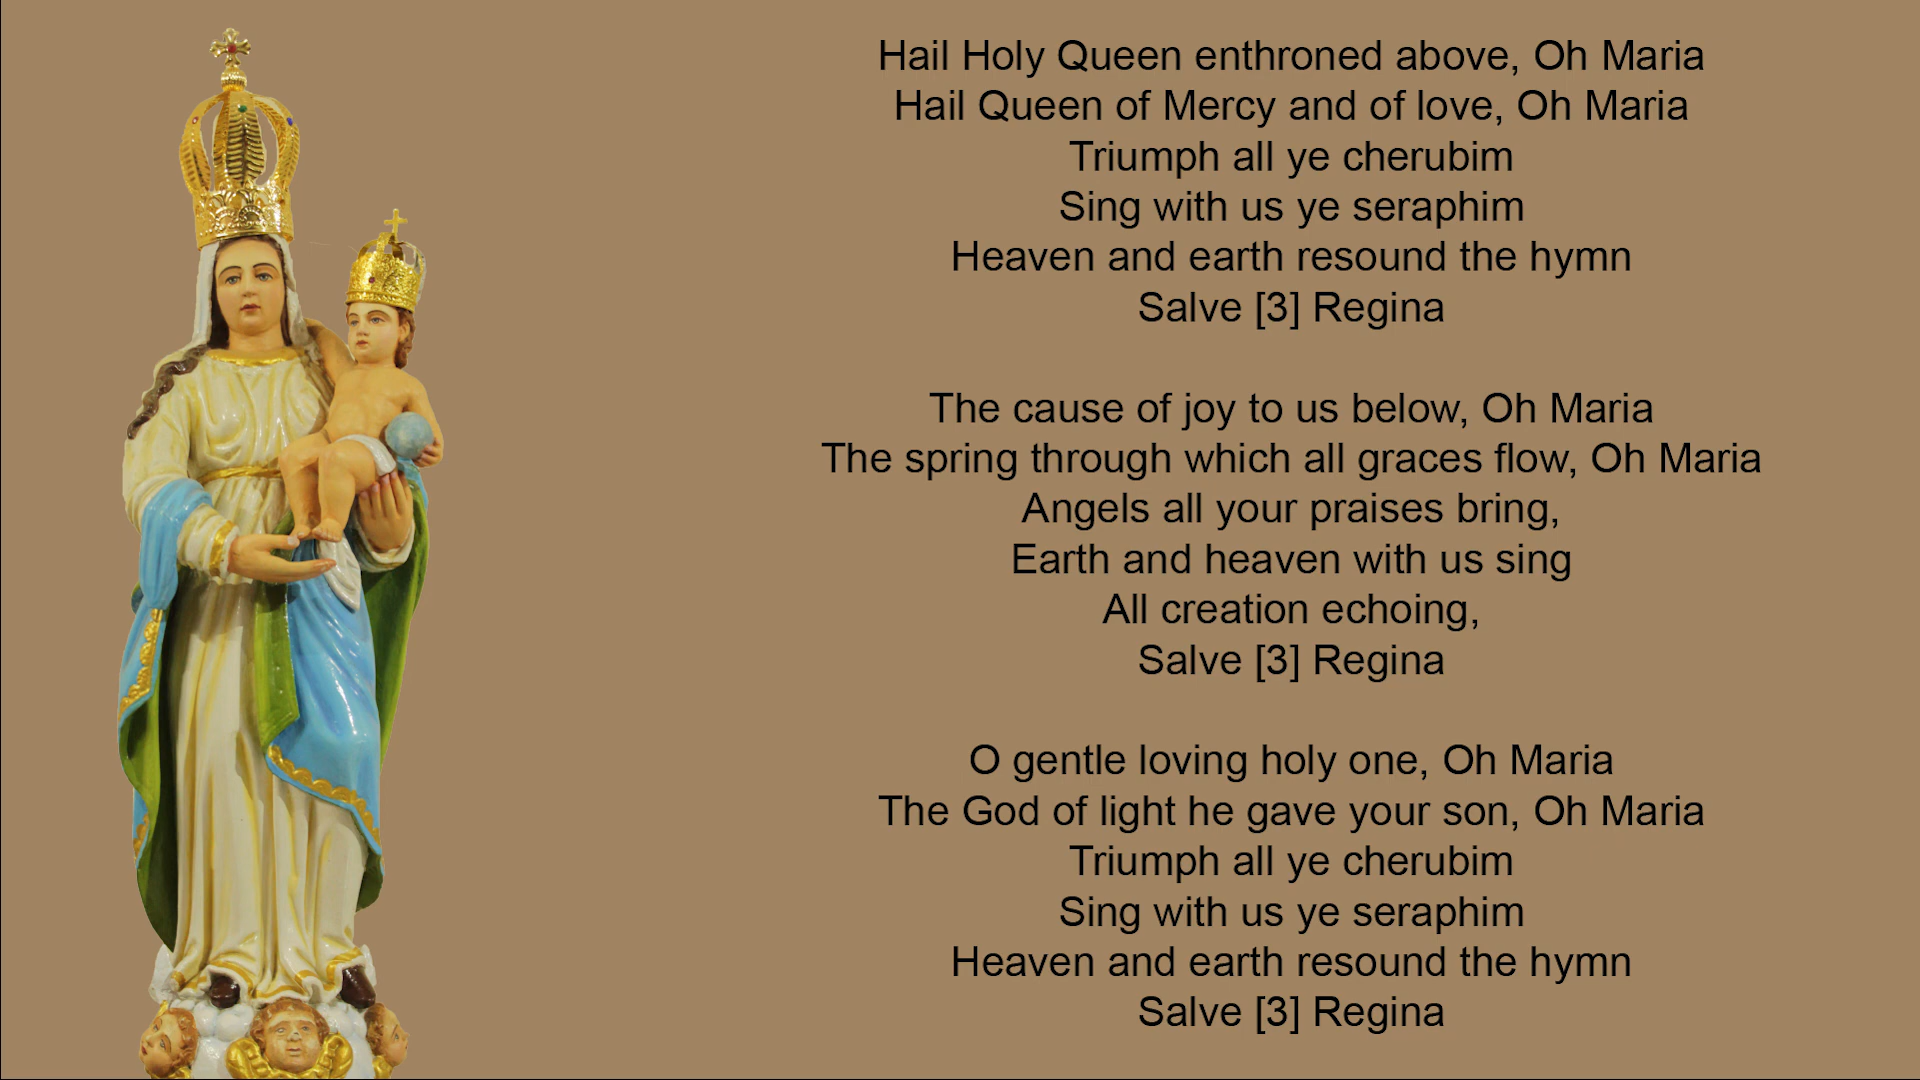 Hail Holy Queen enthroned above, Oh Maria
Hail Queen of Mercy and of love, Oh Maria
Triumph all ye cherubim
Sing with us ye seraphim
Heaven and earth resound the hymn
Salve [3] Regina
The cause of joy to us below, Oh Maria
The spring through which all graces flow, Oh Maria
Angels all your praises bring,
Earth and heaven with us sing
All creation echoing,
Salve [3] Regina
O gentle loving holy one, Oh Maria
The God of light he gave your son, Oh Maria
Triumph all ye cherubim
Sing with us ye seraphim
Heaven and earth resound the hymn
Salve [3] Regina